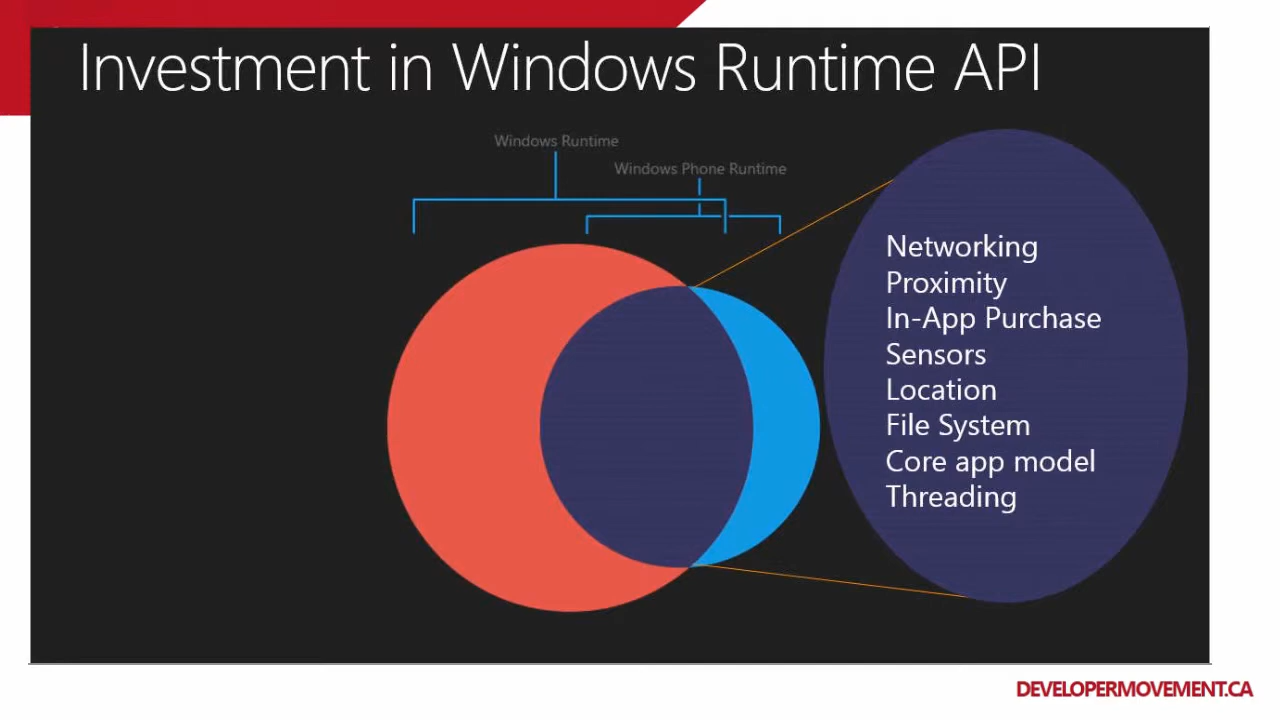 Investment in Windows Runtime API
Windows Runtime
Windows Phone Runtime
Networking
Proximity
In-App Purchase
Sensors
Location
File System
Core app model
Threading
DEVELOPERMOVEMENT.CA